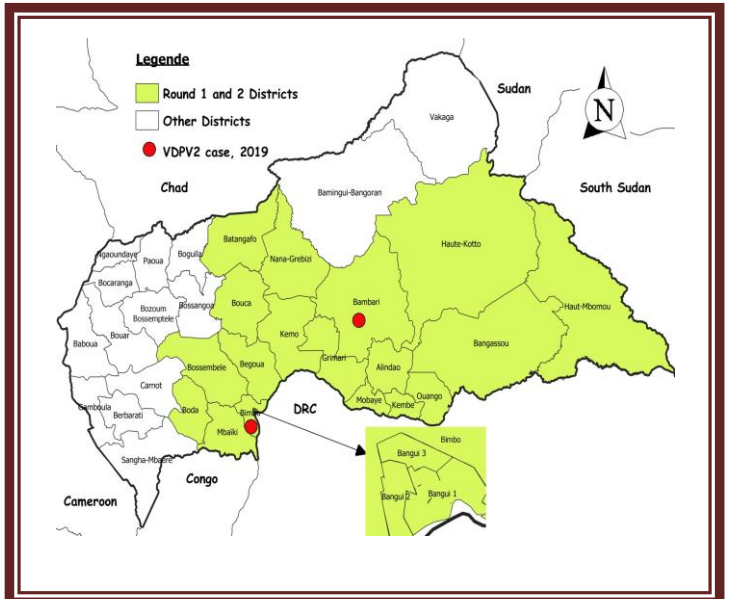 Legende
Round 1 and 2 Districts
Other Districts
VDPV2 case, 2019
N
Sudan
Chad
South Sudan
Vakaga
Bamingui-Bangoran
Haute-Kotto
Haut-Mbomou
Batangafo
Nana-Grebizi
Ngaoundaye
Paoua
Boguila
Bocaranga
Bozoum
Bossemptele
Bossangoa
Bouca
Bambari
Kemo
Baboua
Bouar
Bangassou
Grimari
Bossembele
Begoua
Alindao
Carnot
Mobaye
Kembe
Ouango
Gamboula
Berbarati
Boda
Bimbo
DRC
Mbaïki
Sangha-Mbaere
Congo
Cameroon
Bimbo
Bangui 3
Bangui 2
Bangui 1